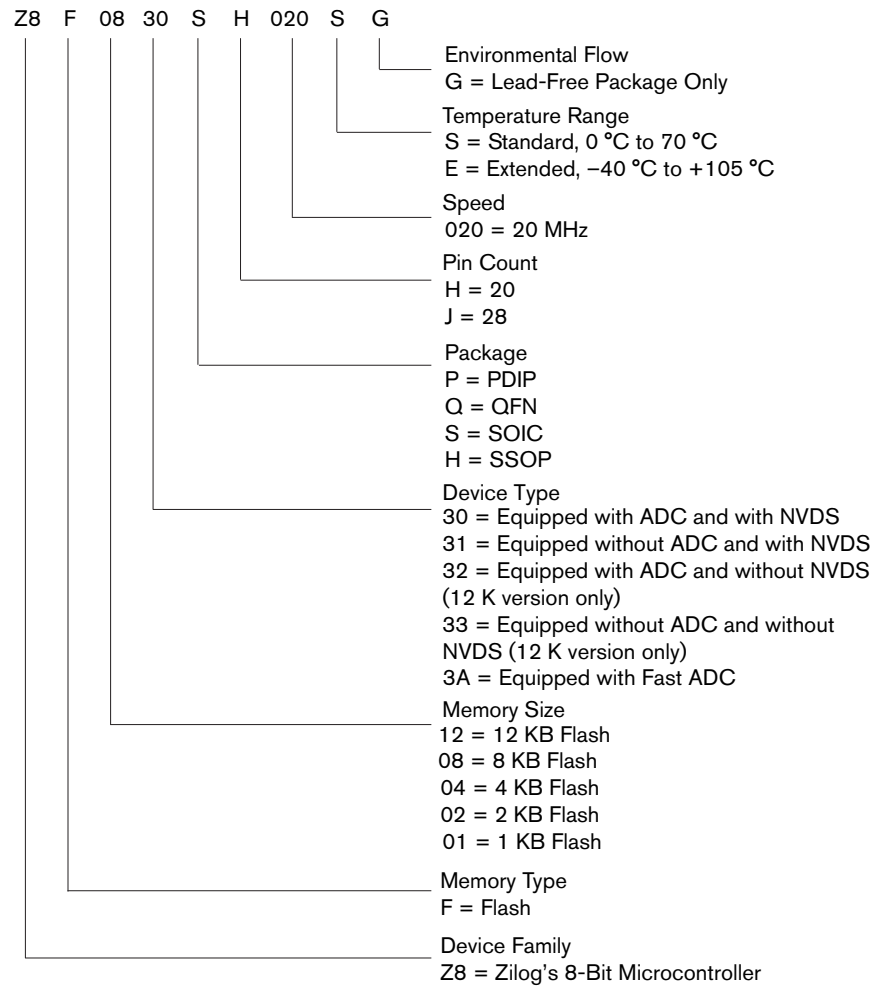 Z8 F 08 30 S H 020 S G
Environmental Flow
G = Lead-Free Package Only
Temperature Range
S = Standard, 0 °C to 70 °C
E = Extended, –40 °C to +105 °C
Speed
020 = 20 MHz
Pin Count
H = 20
J = 28
Package
P = PDIP
Q = QFN
S = SOIC
H = SSOP
Device Type
30 = Equipped with ADC and with NVDS
31 = Equipped without ADC and with NVDS
32 = Equipped with ADC and without NVDS
(12 K version only)
33 = Equipped without ADC and without
NVDS (12 K version only)
3A = Equipped with Fast ADC
Memory Size
12 = 12 KB Flash
08 = 8 KB Flash
04 = 4 KB Flash
02 = 2 KB Flash
01 = 1 KB Flash
Memory Type
F = Flash
Device Family
Z8 = Zilog's 8-Bit Microcontroller